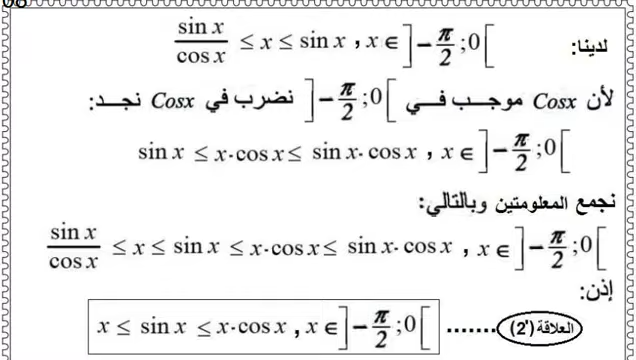 لدينا: sin x / cos x ≤ x ≤ sin x , x ∈ ]−π/2 ; 0[
لأن Cosx موجب في ]−π/2 ; 0[ نضرب في Cosx نجد:
sin x ≤ x·cos x ≤ sin x· cos x , x ∈ ]−π/2 ; 0[
نجمع المعلومتين وبالتالي:
sin x / cos x ≤ x ≤ sin x ≤ x·cos x ≤ sin x· cos x , x ∈ ]−π/2 ; 0[
إذن:
x ≤ sin x ≤ x·cos x , x ∈ ]−π/2 ; 0[ ....... العلاقة (2')